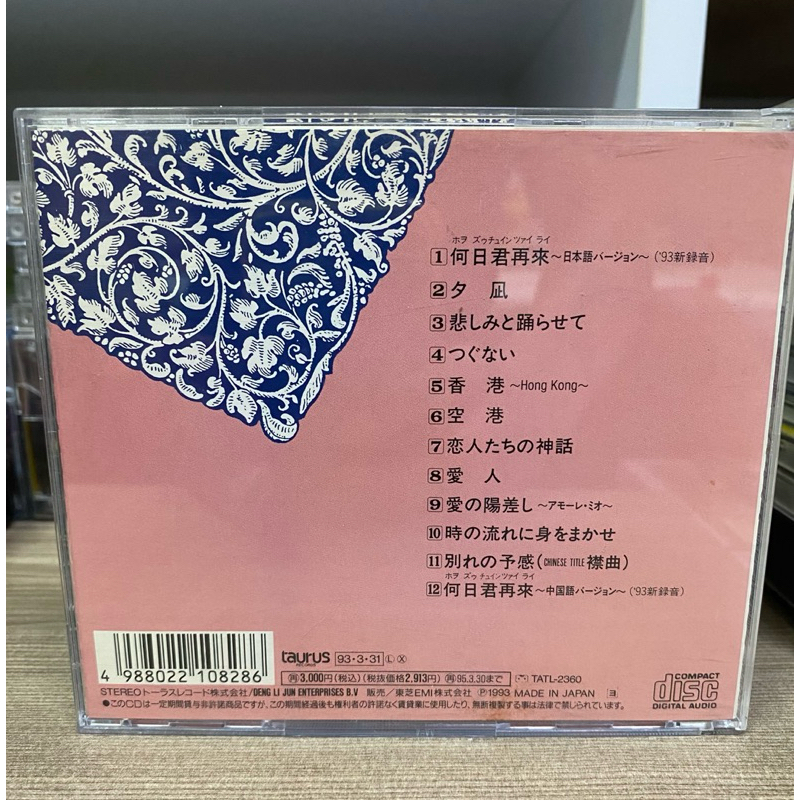 ホヲ ズゥチュイン ツァイ ライ
1 何日君再來～日本語バージョン～('93新録音)
2 夕 凪
3 悲しみと踊らせて
4 つぐない
5 香 港 ～Hong Kong～
6 空 港
7 恋人たちの神話
8 愛 人
9 愛の陽差し ～アモーレ・ミオ～
10 時の流れに身をまかせ
11 別れの予感(CHINESE TITLE 襟曲)
ホヲ ズゥ チュインツァイ ライ
12 何日君再來～中国語バージョン～('93新録音)
4 988022 108286
taurus RECORDS 93・3・31 Ⓛ Ⓧ
再 3,000円(税込)(税抜価格2,913円) 再95.3.30まで TATL-2360
STEREO トーラスレコード株式会社/DENG LI JUN ENTERPRISES B.V 販売/東芝EMI株式会社 Ⓟ1993 MADE IN JAPAN ヨ
●このCDは一定期間貸与非許諾商品ですが、この期間経過後も権利者の許諾なく賃貸業に使用したり、無断複製する事は法律で禁じられています。
COMPACT disc DIGITAL AUDIO